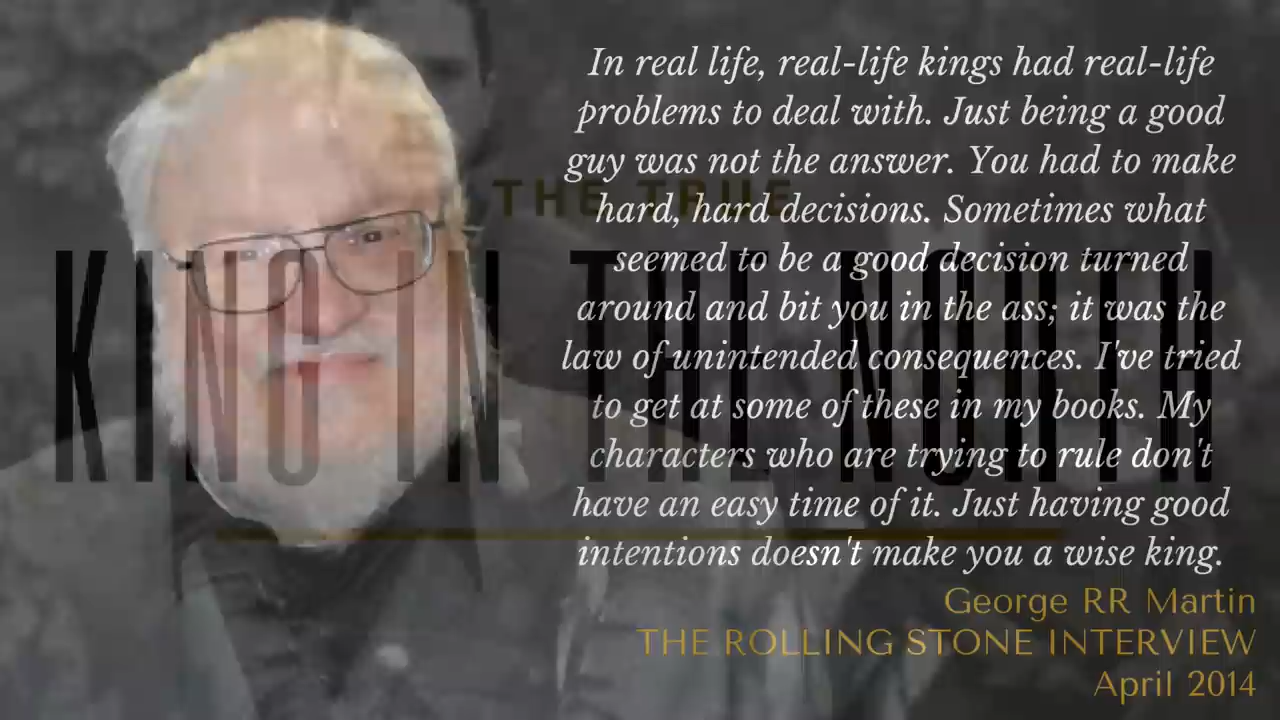 In real life, real-life kings had real-life
problems to deal with. Just being a good
guy was not the answer. You had to make
hard, hard decisions. Sometimes what
seemed to be a good decision turned
around and bit you in the ass; it was the
law of unintended consequences. I've tried
to get at some of these in my books. My
characters who are trying to rule don't
have an easy time of it. Just having good
intentions doesn't make you a wise king.
George RR Martin
THE ROLLING STONE INTERVIEW
April 2014
THE TRUE
KING IN THE NORTH